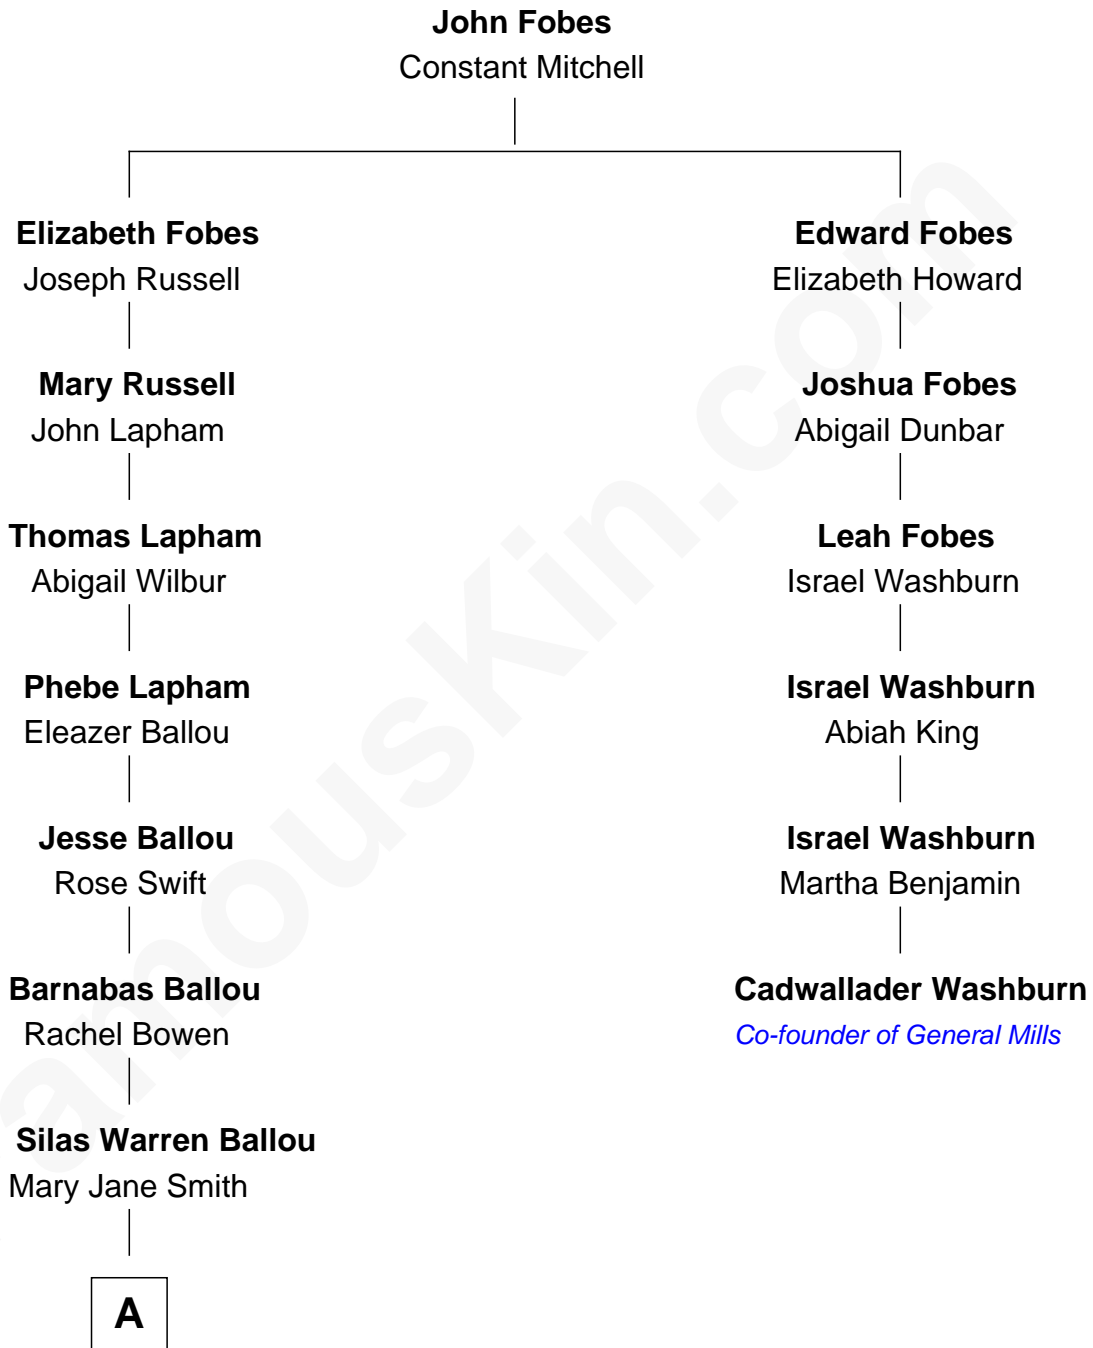 John Fobes
Constant Mitchell
Elizabeth Fobes
Joseph Russell
Edward Fobes
Elizabeth Howard
Mary Russell
John Lapham
Joshua Fobes
Abigail Dunbar
Thomas Lapham
Abigail Wilbur
Leah Fobes
Israel Washburn
Phebe Lapham
Eleazer Ballou
Israel Washburn
Abiah King
Jesse Ballou
Rose Swift
Israel Washburn
Martha Benjamin
Barnabas Ballou
Rachel Bowen
Cadwallader Washburn
Co-founder of General Mills
Silas Warren Ballou
Mary Jane Smith
A
amousKin.com